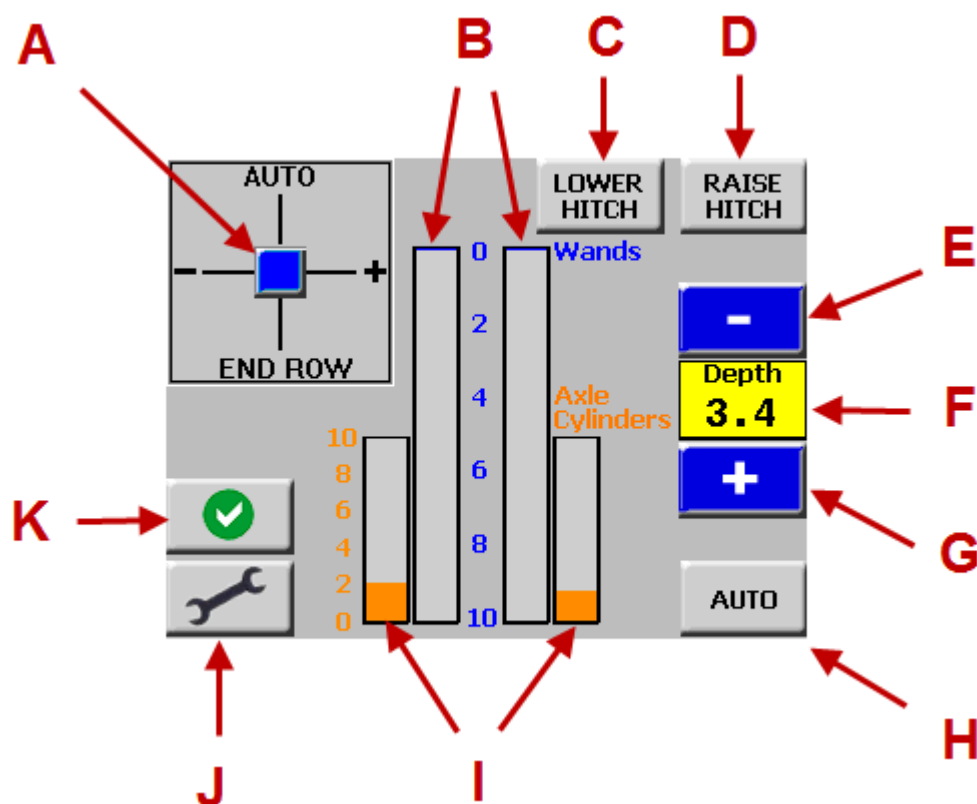 A
B
C
D
AUTO
LOWER
HITCH
RAISE
HITCH
- +
END ROW
0 Wands
2
4
6
8
10
Axle
Cylinders
10
8
6
4
2
0
-
Depth
3.4
+
AUTO
E
F
G
H
I
J
K